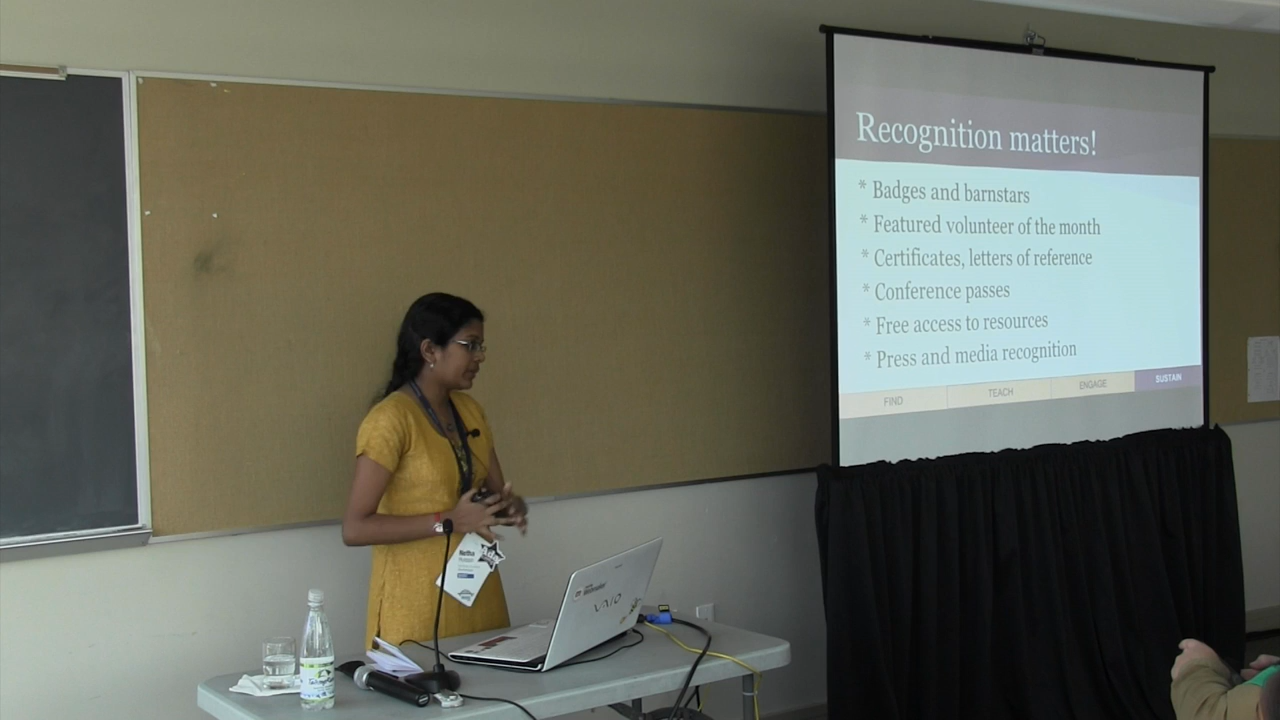 Recognition matters!
* Badges and barnstars
* Featured volunteer of the month
* Certificates, letters of reference
* Conference passes
* Free access to resources
* Press and media recognition
FIND TEACH ENGAGE SUSTAIN
Netha
VAIO